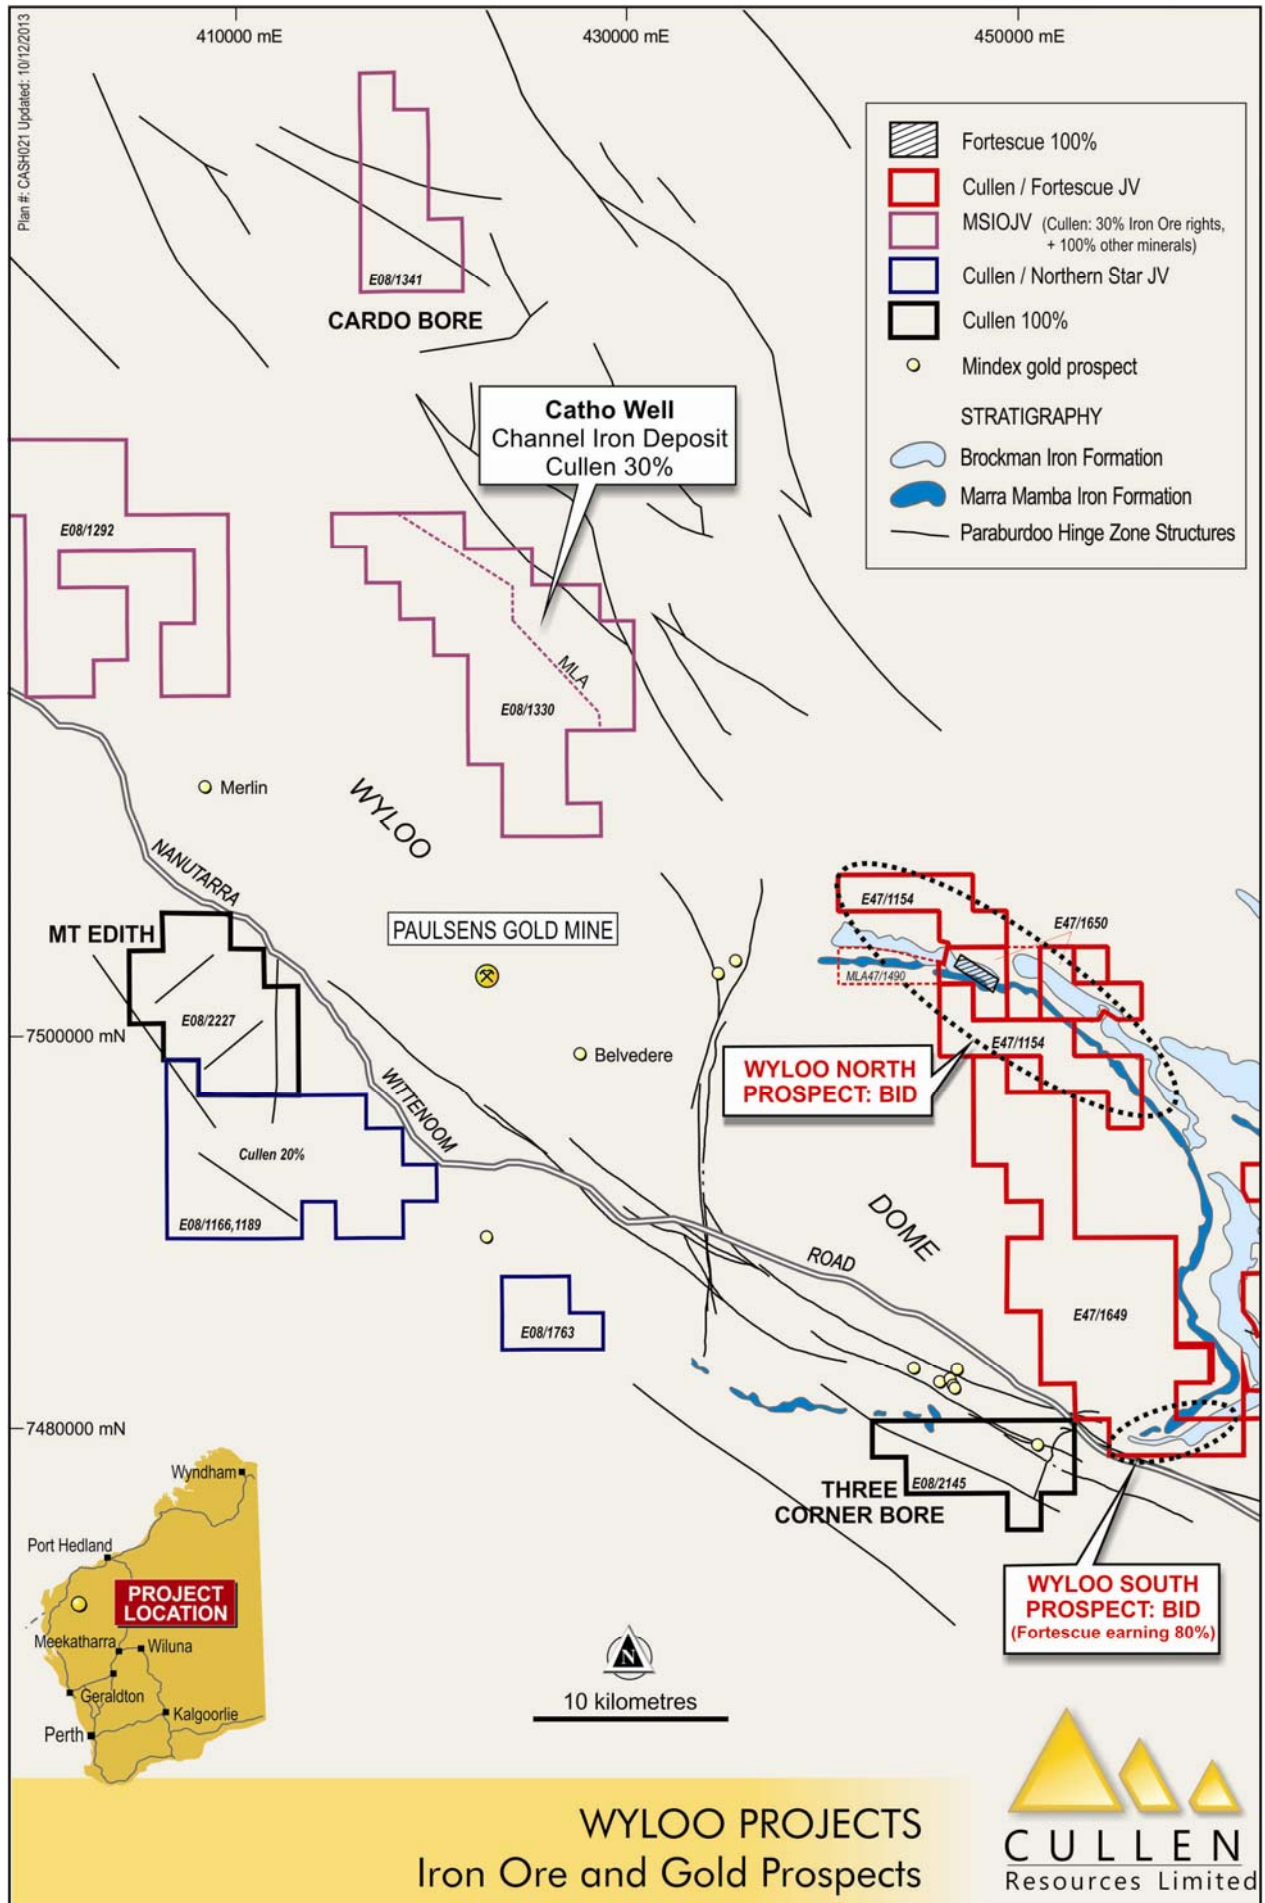 Plan #: CASH021 Updated: 10/12/2013
410000 mE
430000 mE
450000 mE
Fortescue 100%
Cullen / Fortescue JV
MSIOJV (Cullen: 30% Iron Ore rights,
+ 100% other minerals)
Cullen / Northern Star JV
Cullen 100%
Mindex gold prospect
STRATIGRAPHY
Brockman Iron Formation
Marra Mamba Iron Formation
Paraburdoo Hinge Zone Structures
E08/1341
CARDO BORE
Catho Well
Channel Iron Deposit
Cullen 30%
E08/1292
MLA
E08/1330
Merlin
WYLOO
NANUTARRA
MT EDITH
PAULSENS GOLD MINE
E47/1154
E47/1650
MLA47/1490
E08/2227
7500000 mN
Belvedere
E47/1154
WYLOO NORTH
PROSPECT: BID
WITTENOOM
Cullen 20%
E08/1166,1189
DOME
ROAD
E08/1763
E47/1649
7480000 mN
THREE
CORNER BORE
E08/2145
WYLOO SOUTH
PROSPECT: BID
(Fortescue earning 80%)
Wyndham
Port Hedland
PROJECT
LOCATION
Meekatharra
Wiluna
Geraldton
Kalgoorlie
Perth
N
10 kilometres
WYLOO PROJECTS
Iron Ore and Gold Prospects
CULLEN
Resources Limited